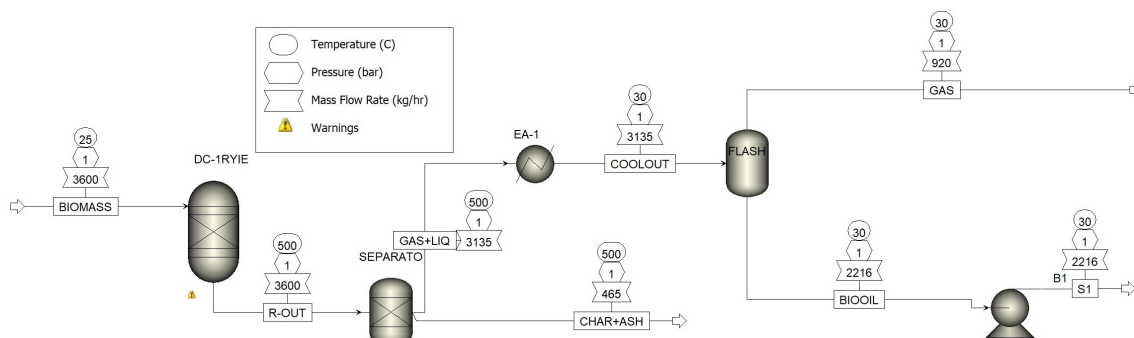 Temperature (C)
Pressure (bar)
Mass Flow Rate (kg/hr)
Warnings
25
1
3600
BIOMASS
DC-1RYIE
500
1
3600
R-OUT
SEPARATO
GAS+LIQ
500
1
3135
500
1
465
CHAR+ASH
EA-1
30
1
3135
COOLOUT
FLASH
30
1
920
GAS
30
1
2216
BIOOIL
B1
30
1
2216
S1